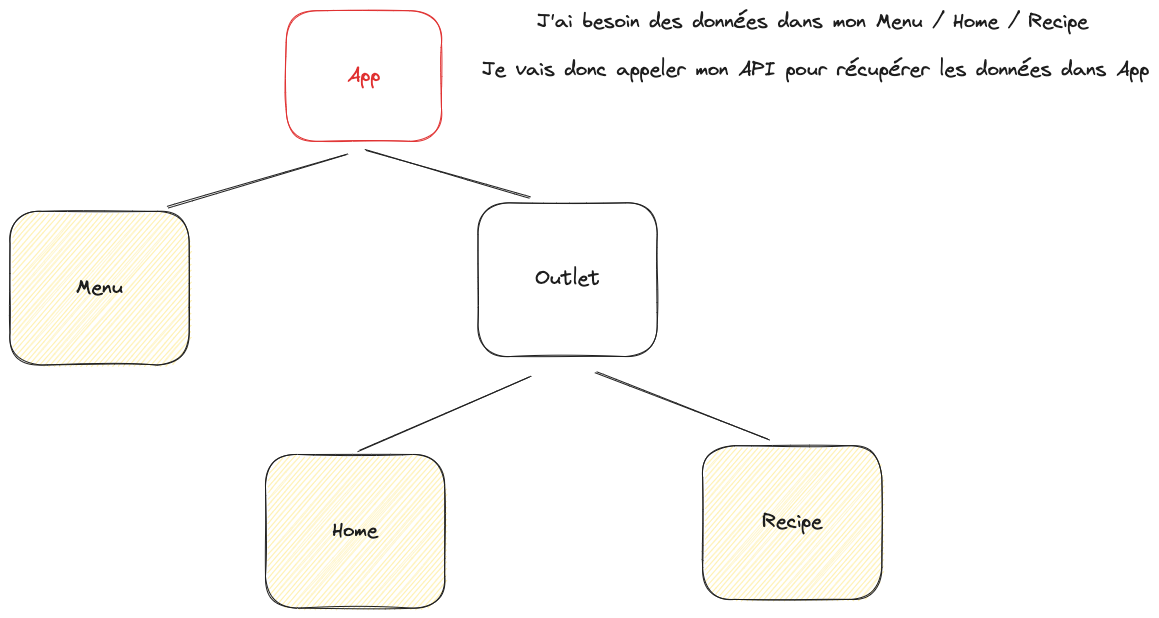 J'ai besoin des données dans mon Menu / Home / Recipe
App
Je vais donc appeler mon API pour récupérer les données dans App
Menu
Outlet
Home
Recipe